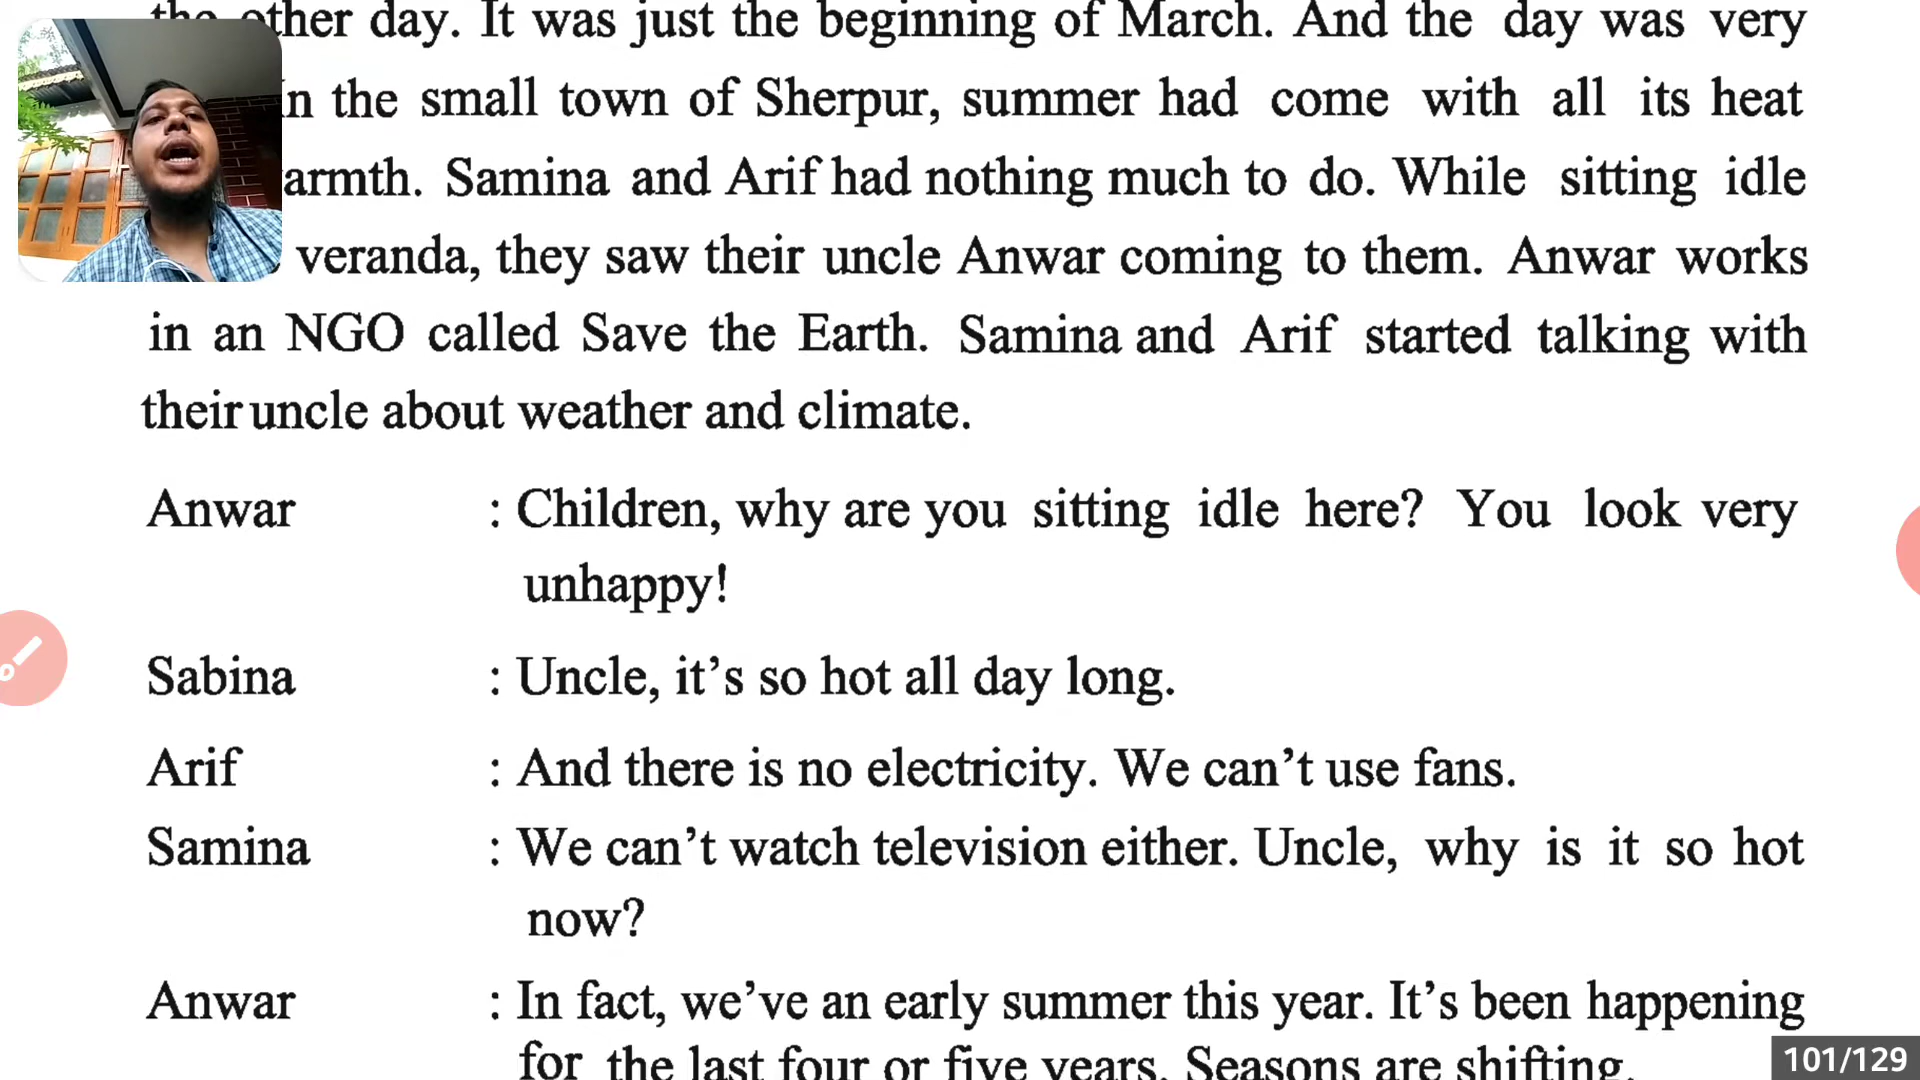 the other day. It was just the beginning of March. And the day was very
n the small town of Sherpur, summer had come with all its heat
armth. Samina and Arif had nothing much to do. While sitting idle
veranda, they saw their uncle Anwar coming to them. Anwar works
in an NGO called Save the Earth. Samina and Arif started talking with
their uncle about weather and climate.
Anwar : Children, why are you sitting idle here? You look very
unhappy!
Sabina : Uncle, it’s so hot all day long.
Arif : And there is no electricity. We can’t use fans.
Samina : We can’t watch television either. Uncle, why is it so hot
now?
Anwar : In fact, we’ve an early summer this year. It’s been happening
for the last four or five years. Seasons are shifting.
101/129